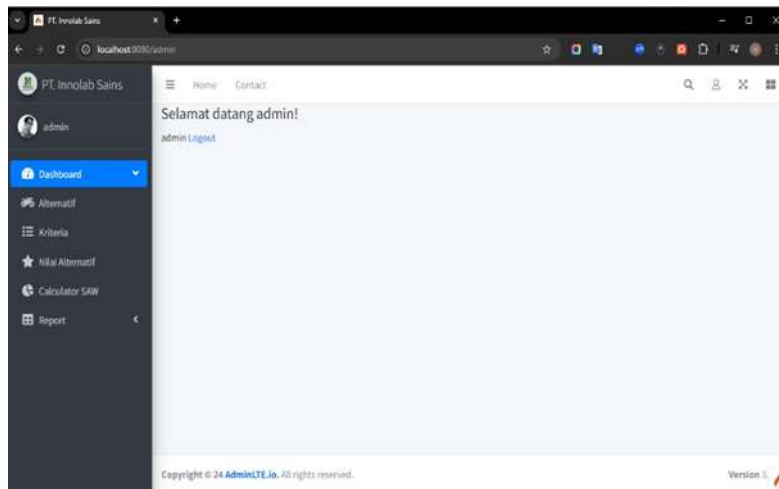 PT. Innolab Sains
localhost:8080/admin
PT. Innolab Sains
Home Contact
admin
Selamat datang admin!
admin Logout
Dashboard
Alternatif
Kriteria
Nilai Alternatif
Calculator SAW
Report
Copyright © 24 AdminLTE.io. All rights reserved.
Version